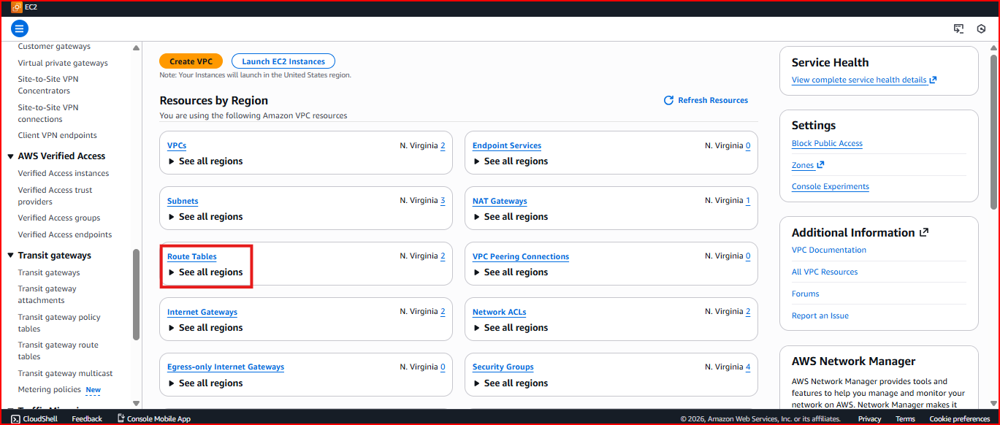 EC2
Customer gateways
Virtual private gateways
Site-to-Site VPN
Concentrators
Site-to-Site VPN
connections
Client VPN endpoints
AWS Verified Access
Verified Access instances
Verified Access trust
providers
Verified Access groups
Verified Access endpoints
Transit gateways
Transit gateways
Transit gateway
attachments
Transit gateway policy
tables
Transit gateway route
tables
Transit gateway multicast
Metering policies New
Create VPC Launch EC2 Instances
Note: Your Instances will launch in the United States region.
Resources by Region Refresh Resources
You are using the following Amazon VPC resources
VPCs N. Virginia 2
See all regions
Endpoint Services N. Virginia 0
See all regions
Subnets N. Virginia 3
See all regions
NAT Gateways N. Virginia 1
See all regions
Route Tables N. Virginia 2
See all regions
VPC Peering Connections N. Virginia 0
See all regions
Internet Gateways N. Virginia 2
See all regions
Network ACLs N. Virginia 2
See all regions
Egress-only Internet Gateways N. Virginia 0
See all regions
Security Groups N. Virginia 4
See all regions
Service Health
View complete service health details
Settings
Block Public Access
Zones
Console Experiments
Additional Information
VPC Documentation
All VPC Resources
Forums
Report an Issue
AWS Network Manager
AWS Network Manager provides tools and
features to help you manage and monitor your
network on AWS. Network Manager makes it
CloudShell Feedback Console Mobile App © 2026, Amazon Web Services, Inc. or its affiliates. Privacy Terms Cookie preferences